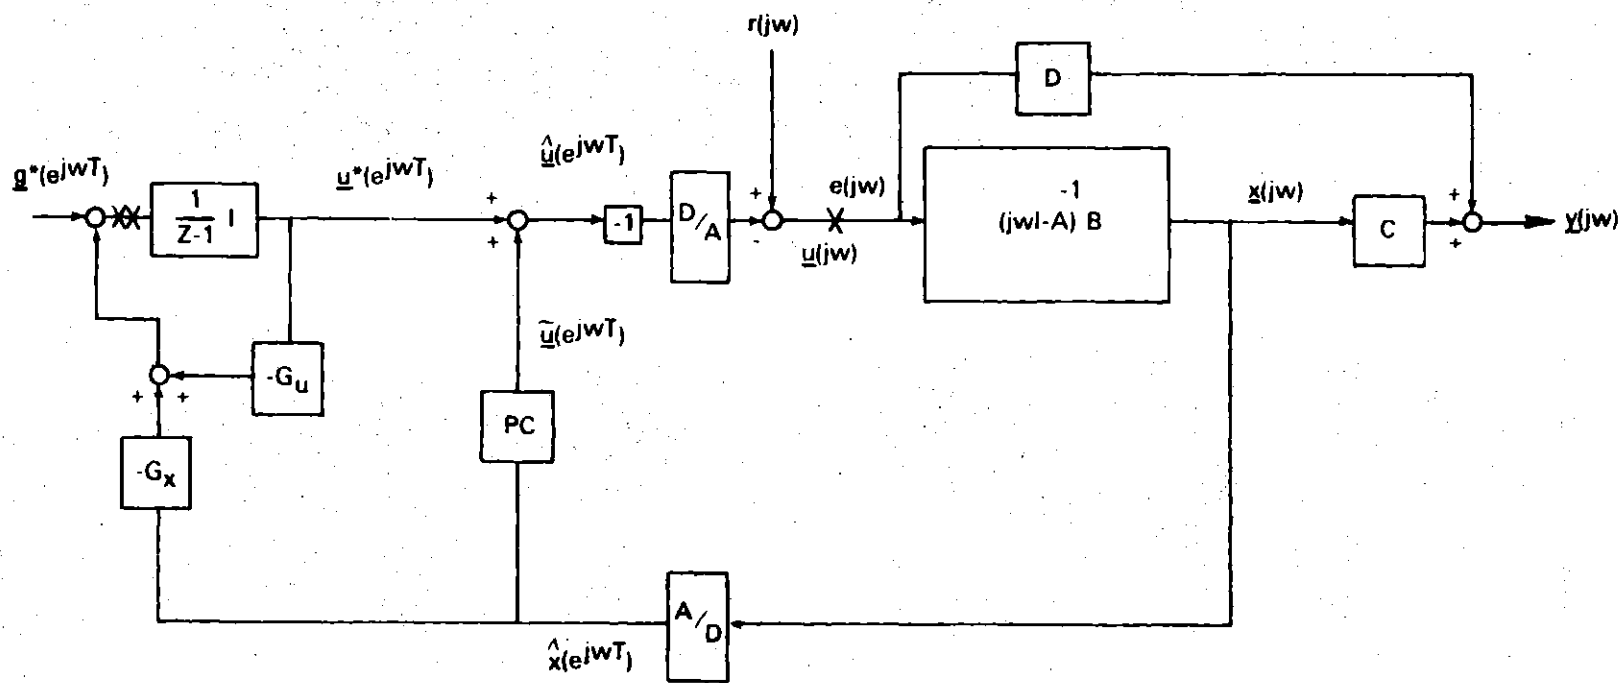 r(jw)
D
g*(e^jwT)
1
Z-1
I
u*(e^jwT)
û(e^jwT)
+
+
-1
D/A
+
-
e(jw)
u(jw)
-1
(jwI-A) B
x(jw)
C
+
+
y(jw)
ũ(e^jwT)
-Gu
+ +
PC
-Gx
A/D
x̂(e^jwT)